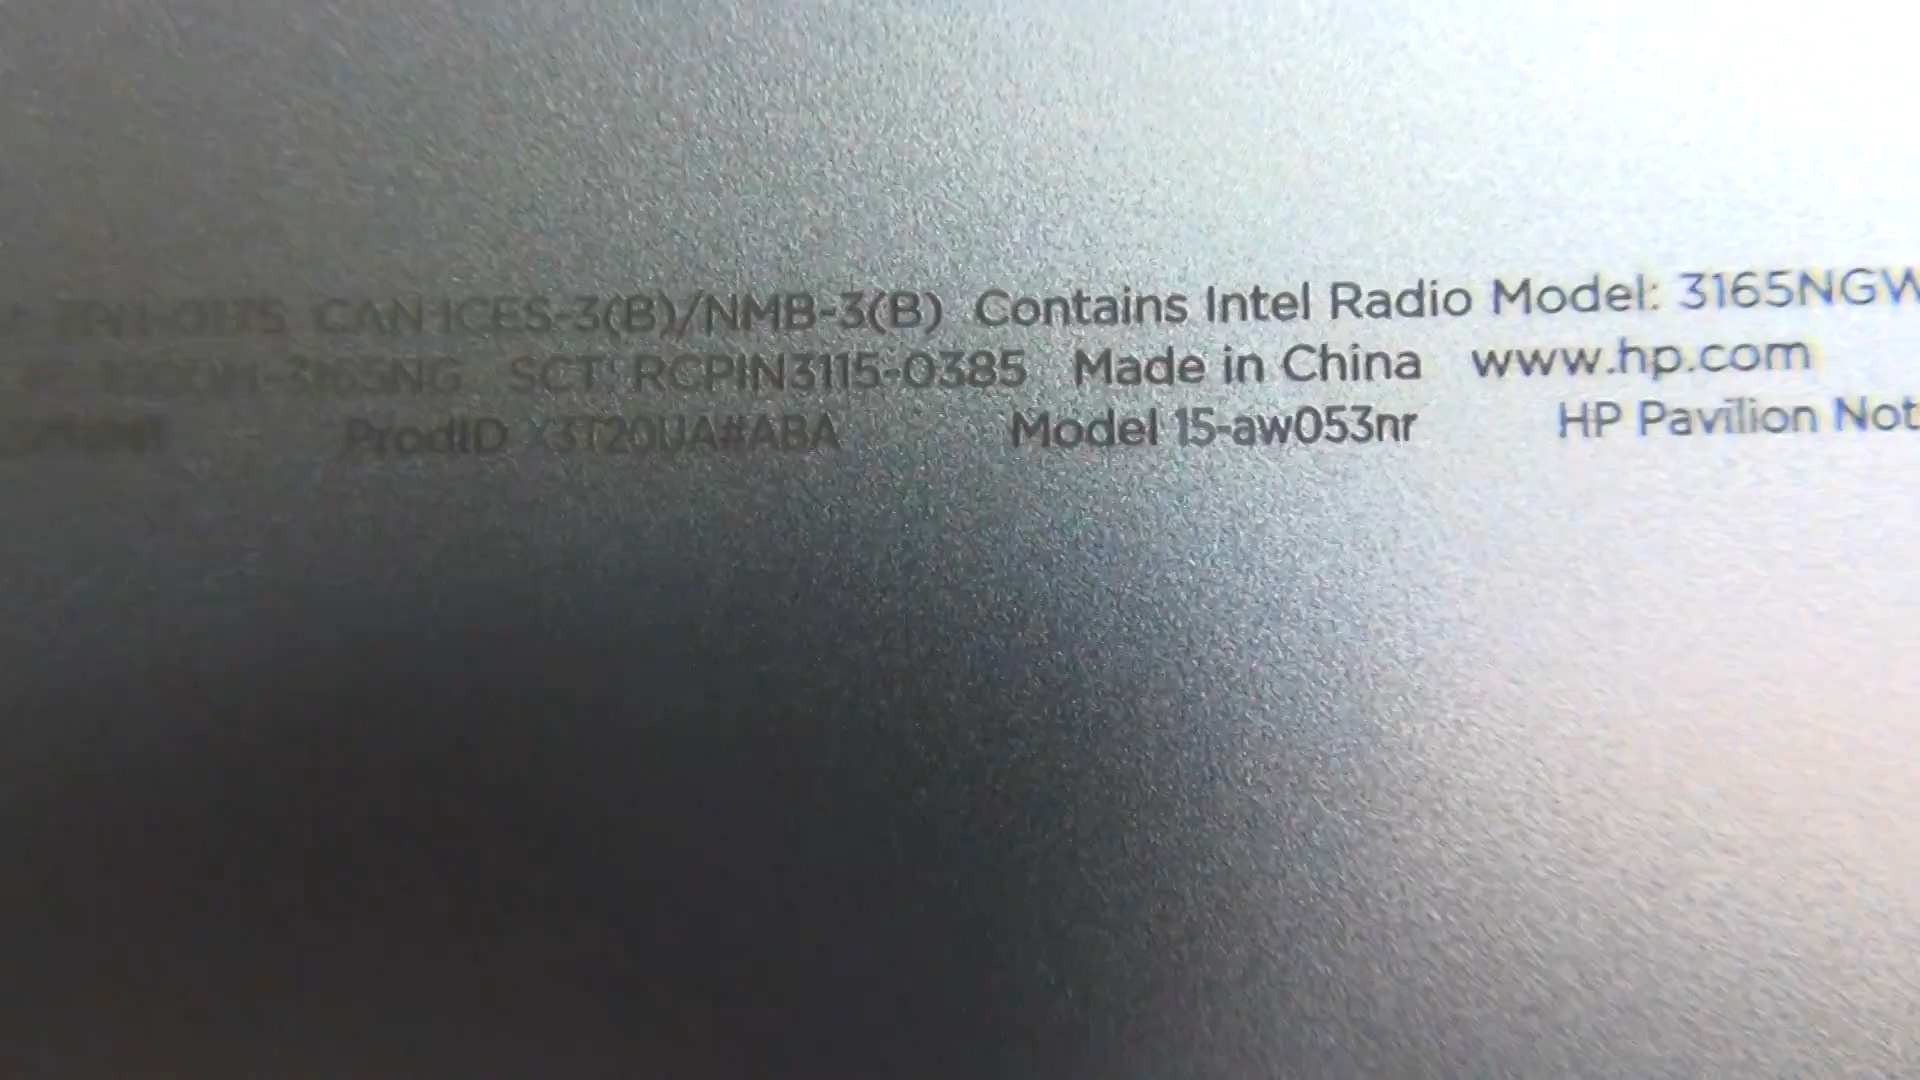 CAN ICES-3(B)/NMB-3(B) Contains Intel Radio Model: 3165NGW
SCT: RCPIN3115-0385 Made in China www.hp.com
ProdID X3T20UA#ABA Model 15-aw053nr HP Pavilion Not